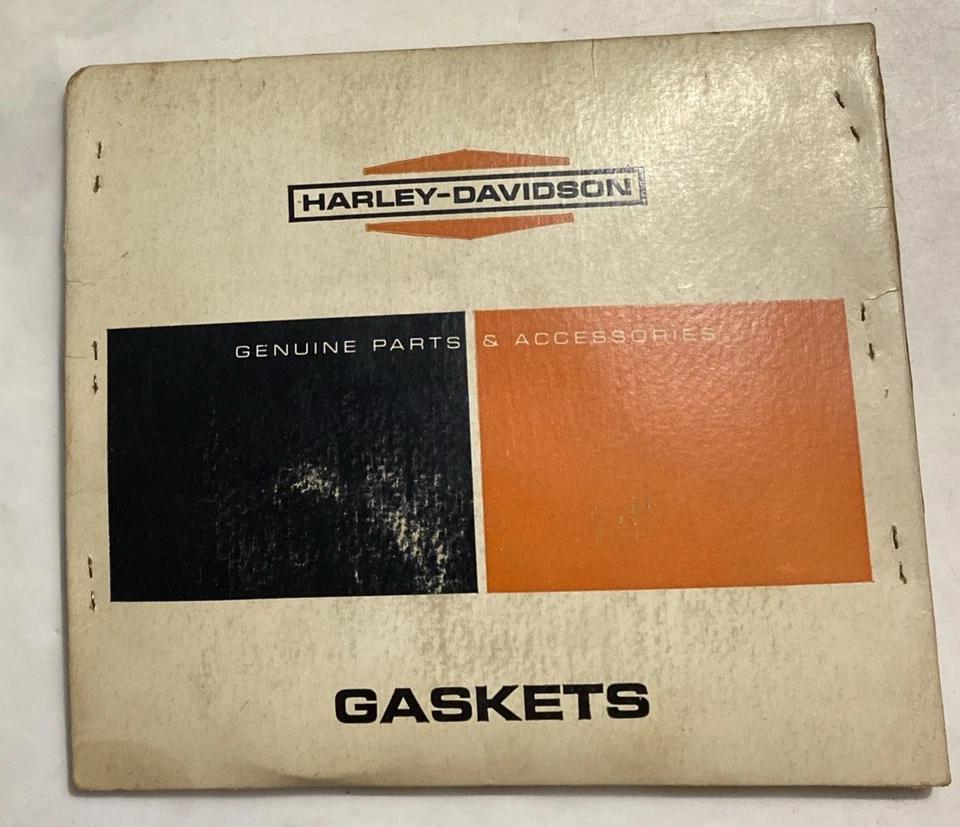 HARLEY-DAVIDSON
GENUINE PARTS & ACCESSORIES
GASKETS